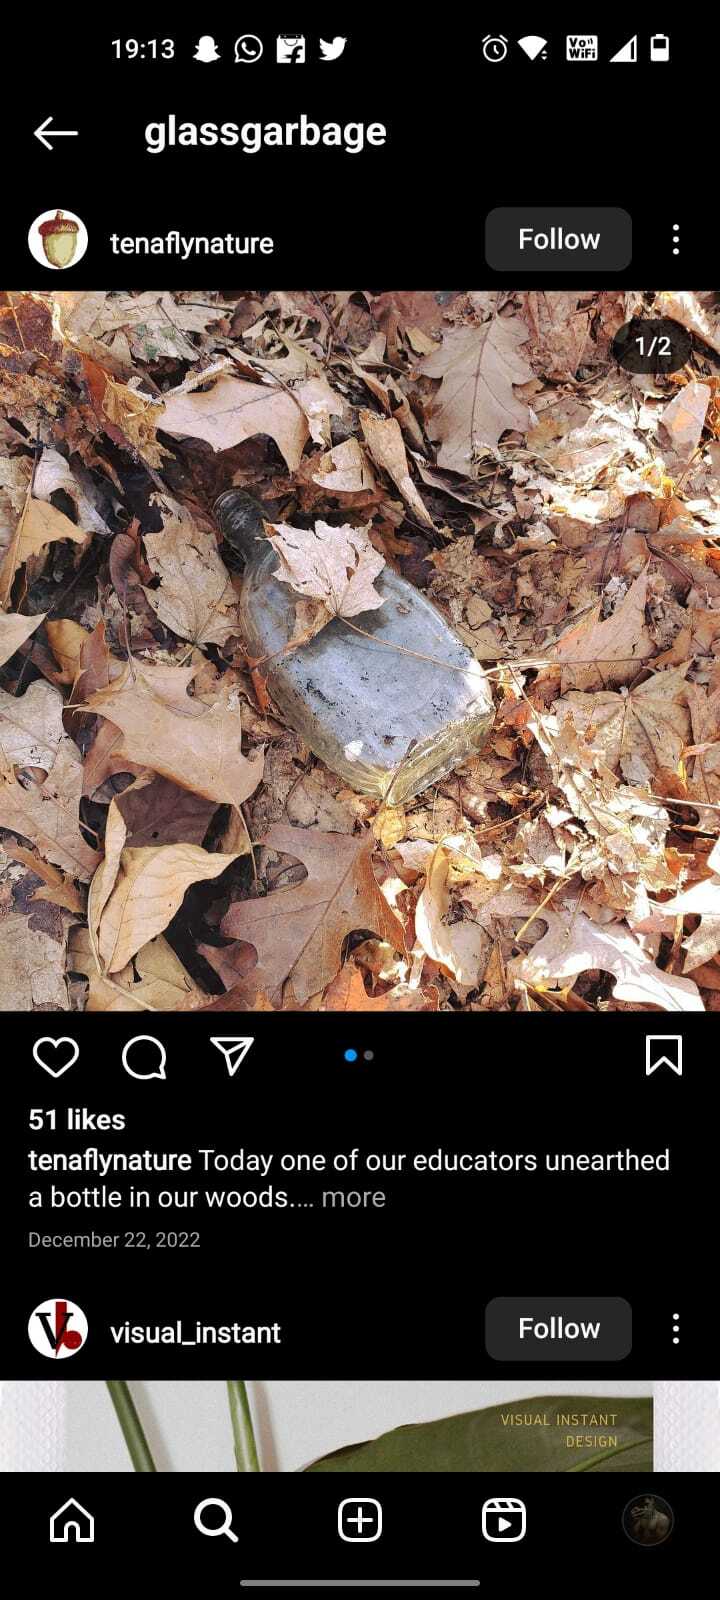 19:13
Vo))
WiFi
glassgarbage
tenaflynature
Follow
1/2
51 likes
tenaflynature Today one of our educators unearthed
a bottle in our woods.... more
December 22, 2022
V
visual_instant
Follow
VISUAL INSTANT
DESIGN